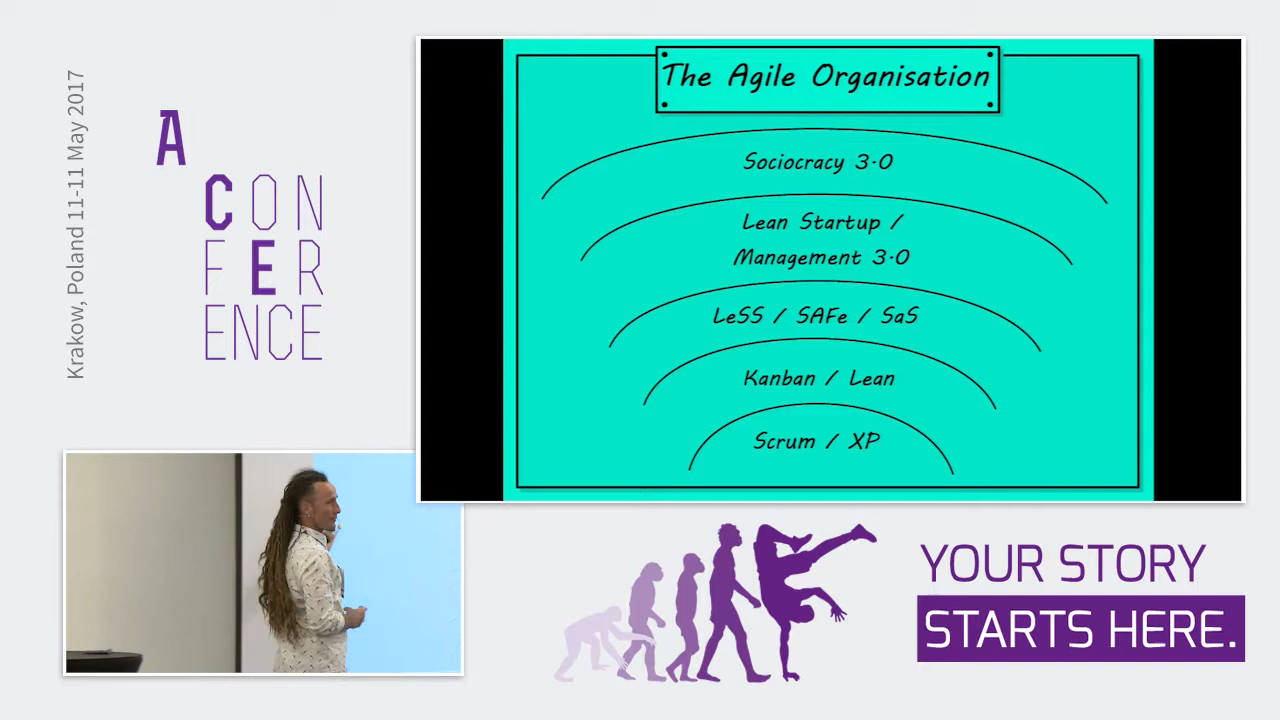 Krakow, Poland 11-11 May 2017
A
CON
FER
ENCE
The Agile Organisation
Sociocracy 3.0
Lean Startup /
Management 3.0
LeSS / SAFe / SaS
Kanban / Lean
Scrum / XP
YOUR STORY
STARTS HERE.